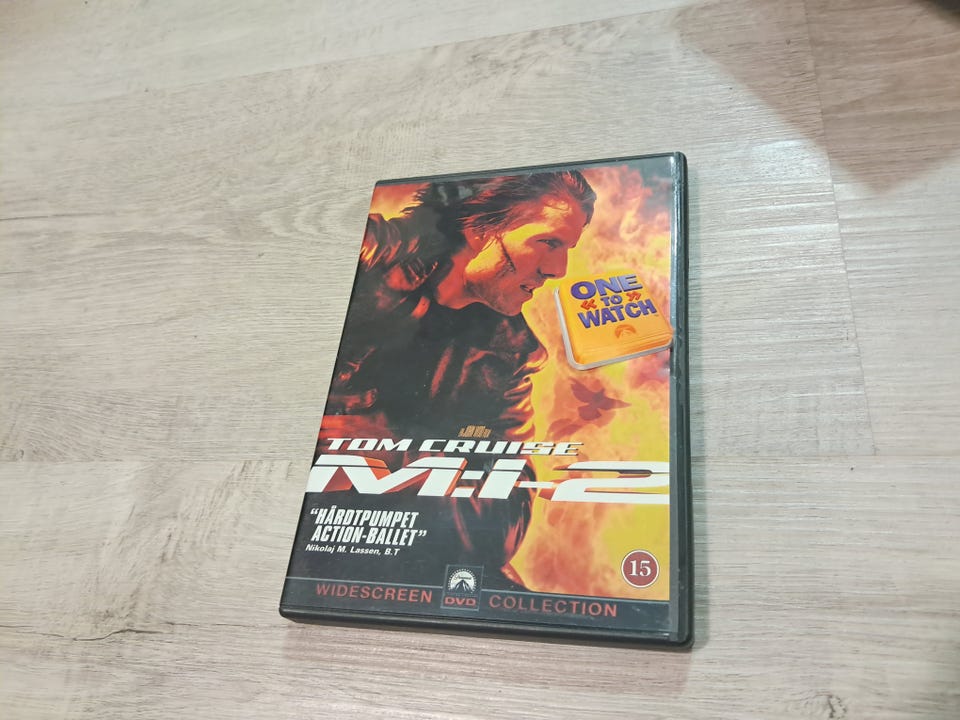 ONE
« TO »
WATCH
TOM CRUISE
M:I-2
“HÅRDTPUMPET
ACTION-BALLET”
Nikolaj M. Lassen, B.T
15
WIDESCREEN DVD COLLECTION